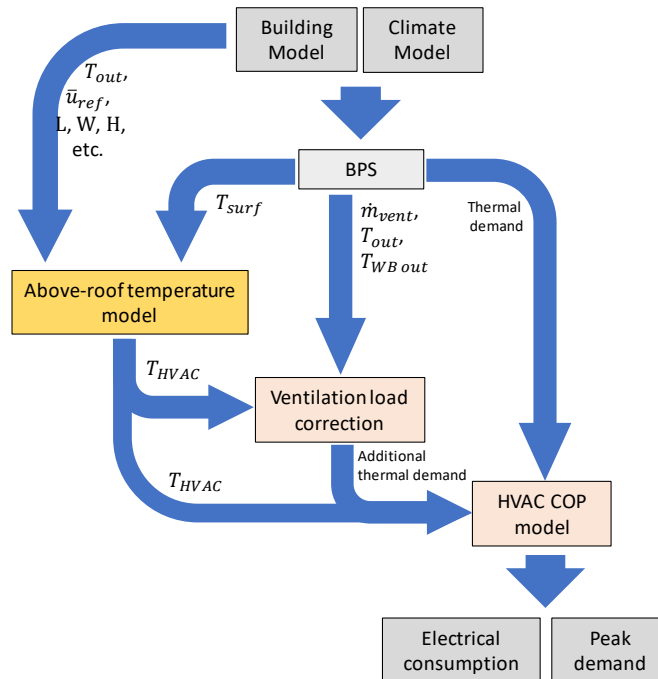 Building
Model
Climate
Model
T_out,
ū_ref,
L, W, H,
etc.
BPS
T_surf
ṁ_vent,
T_out,
T_WB out
Thermal
demand
Above-roof temperature
model
T_HVAC
Ventilation load
correction
Additional
thermal demand
T_HVAC
HVAC COP
model
Electrical
consumption
Peak
demand